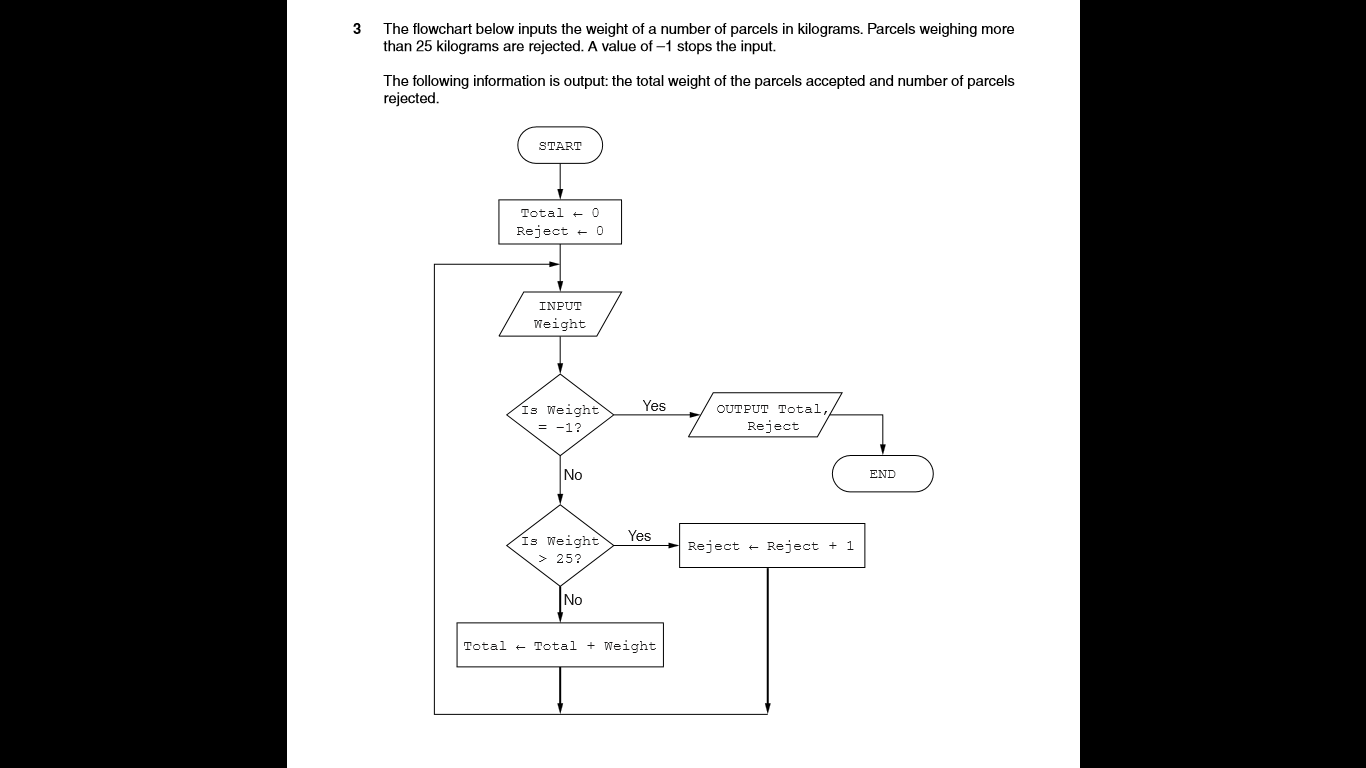 3 The flowchart below inputs the weight of a number of parcels in kilograms. Parcels weighing more
than 25 kilograms are rejected. A value of –1 stops the input.
The following information is output: the total weight of the parcels accepted and number of parcels
rejected.
START
Total ← 0
Reject ← 0
INPUT
Weight
Is Weight
= –1?
Yes
OUTPUT Total,
Reject
END
No
Is Weight
> 25?
Yes
Reject ← Reject + 1
No
Total ← Total + Weight